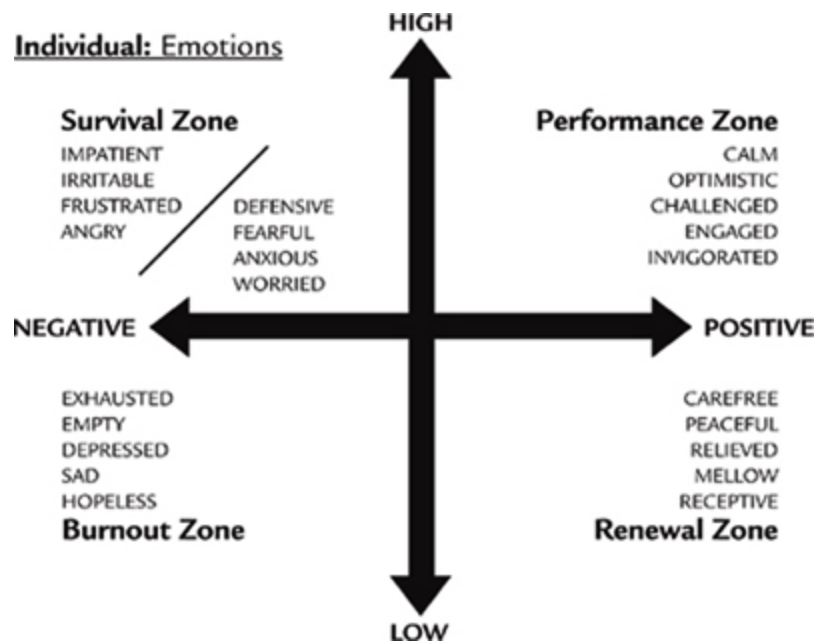 HIGH
Individual: Emotions
Survival Zone
IMPATIENT
IRRITABLE
FRUSTRATED
ANGRY
DEFENSIVE
FEARFUL
ANXIOUS
WORRIED
Performance Zone
CALM
OPTIMISTIC
CHALLENGED
ENGAGED
INVIGORATED
NEGATIVE
POSITIVE
EXHAUSTED
EMPTY
DEPRESSED
SAD
HOPELESS
Burnout Zone
CAREFREE
PEACEFUL
RELIEVED
MELLOW
RECEPTIVE
Renewal Zone
LOW